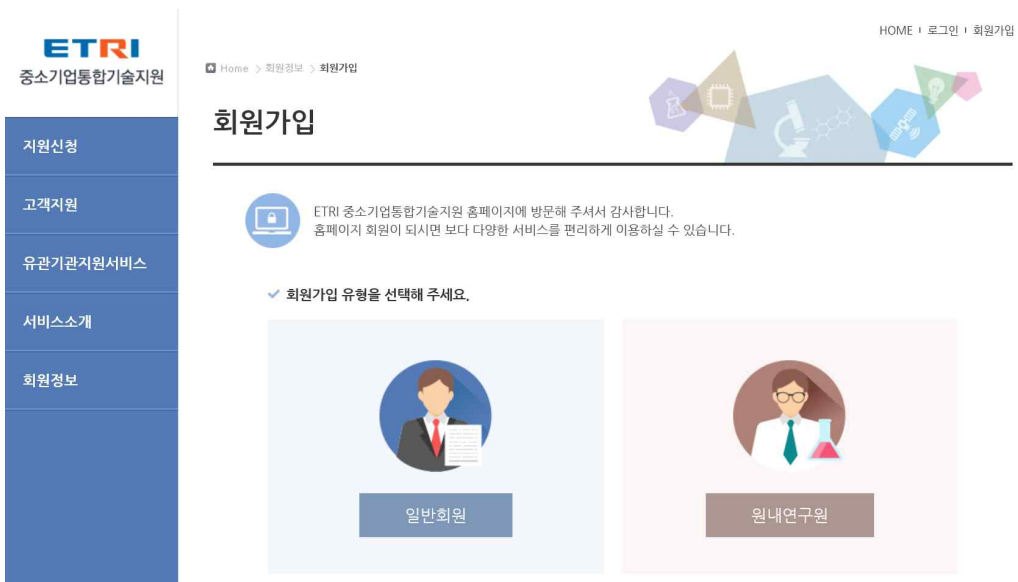 HOME 로그인 회원가입
ETRI
중소기업통합기술지원
Home > 회원정보 > 회원가입
회원가입
지원신청
고객지원
유관기관지원서비스
서비스소개
회원정보
ETRI 중소기업통합기술지원 홈페이지에 방문해 주셔서 감사합니다.
홈페이지 회원이 되시면 보다 다양한 서비스를 편리하게 이용하실 수 있습니다.
회원가입 유형을 선택해 주세요.
일반회원
원내연구원